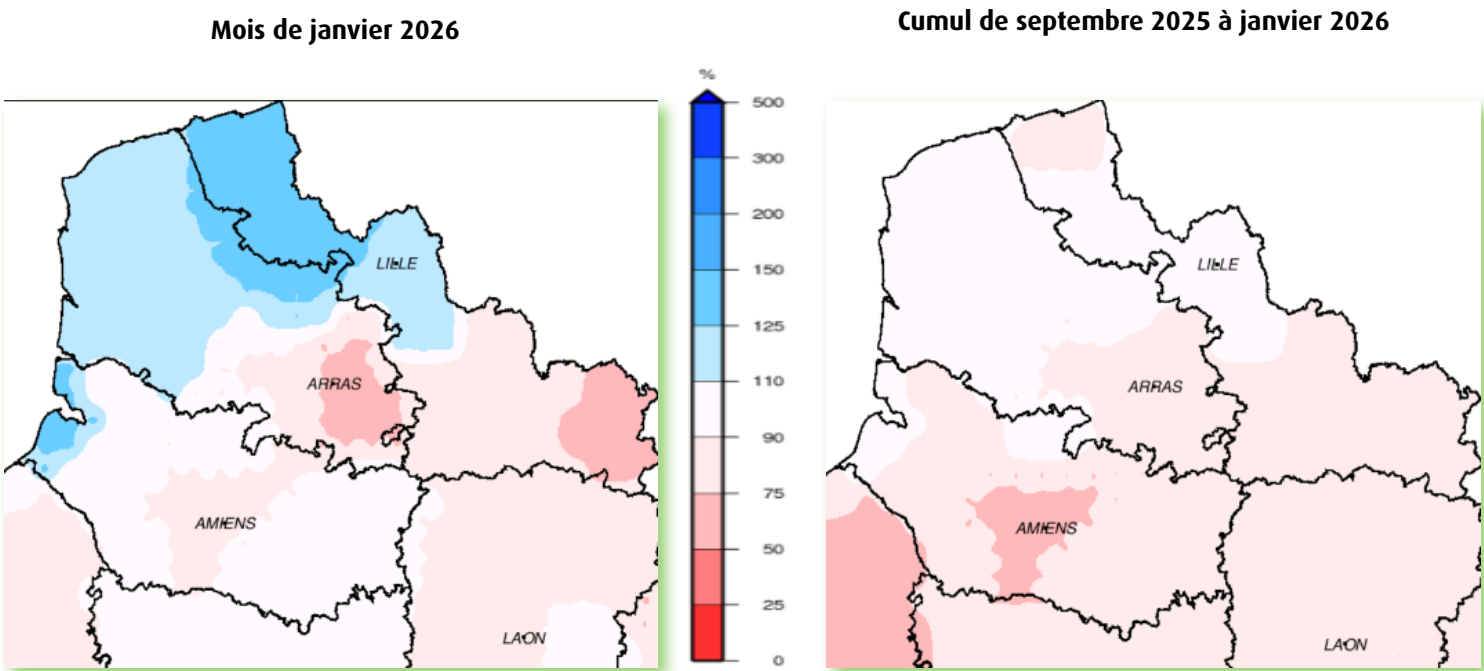 Mois de janvier 2026
Cumul de septembre 2025 à janvier 2026
%
500
300
200
150
125
110
90
75
50
25
0
LILLE
ARRAS
AMIENS
LAON
LILLE
ARRAS
AMIENS
LAON